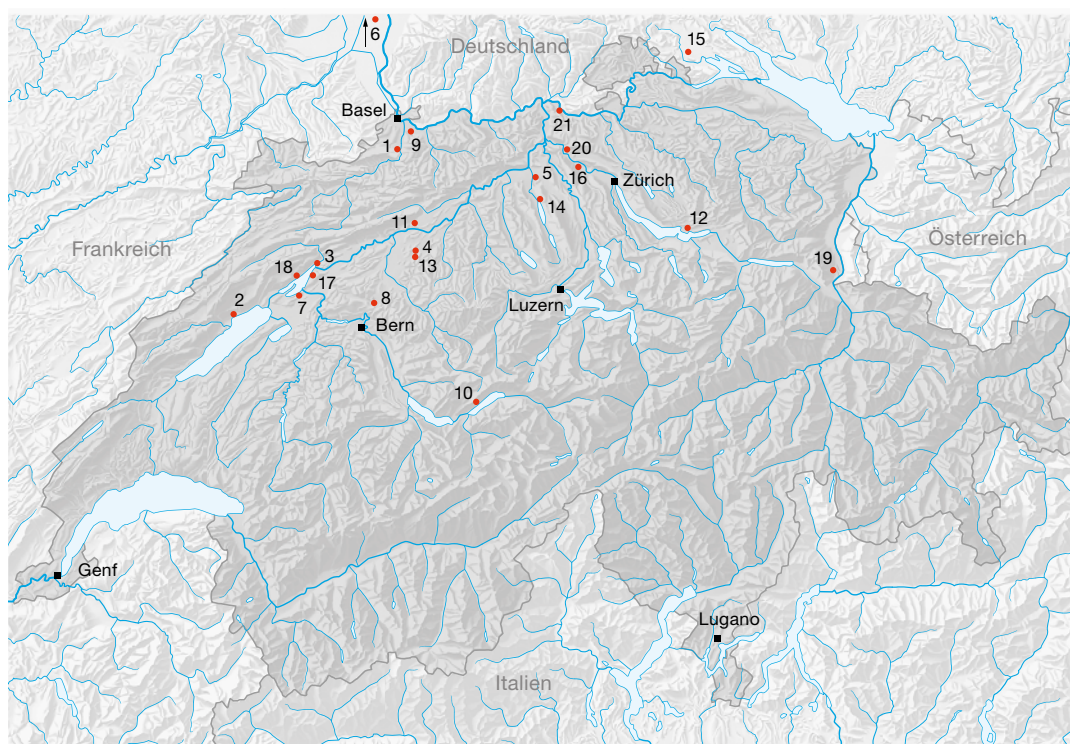 6
Deutschland
15
Basel
21
1
9
20
5
16
Zürich
14
11
12
Frankreich
Österreich
4
3
13
18
17
19
2
7
8
Luzern
Bern
10
Genf
Lugano
Italien